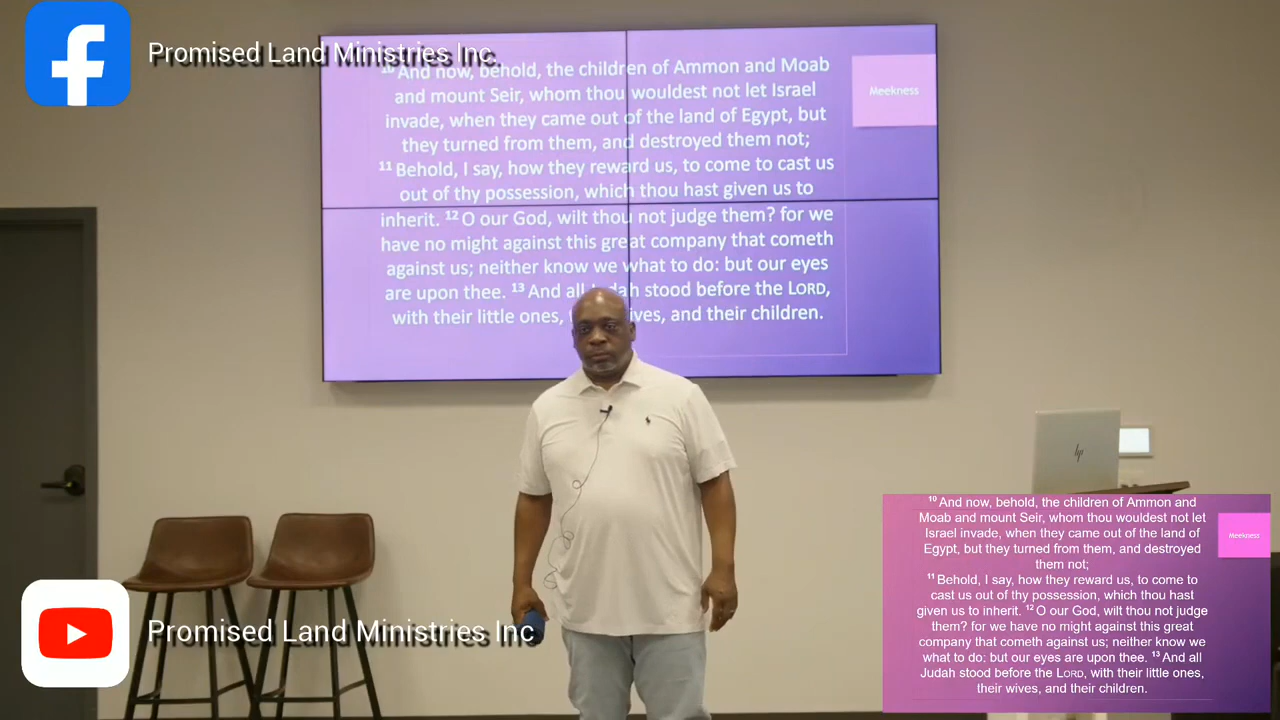 Promised Land Ministries Inc.
10 And now, behold, the children of Ammon and Moab
and mount Seir, whom thou wouldest not let Israel
invade, when they came out of the land of Egypt, but
they turned from them, and destroyed them not;
11 Behold, I say, how they reward us, to come to cast us
out of thy possession, which thou hast given us to
inherit. 12 O our God, wilt thou not judge them? for we
have no might against this great company that cometh
against us; neither know we what to do: but our eyes
are upon thee. 13 And all Judah stood before the LORD,
with their little ones, wives, and their children.
Meekness
hp
10 And now, behold, the children of Ammon and
Moab and mount Seir, whom thou wouldest not let
Israel invade, when they came out of the land of
Egypt, but they turned from them, and destroyed
them not;
11 Behold, I say, how they reward us, to come to
cast us out of thy possession, which thou hast
given us to inherit. 12 O our God, wilt thou not judge
them? for we have no might against this great
company that cometh against us; neither know we
what to do: but our eyes are upon thee. 13 And all
Judah stood before the LORD, with their little ones,
their wives, and their children.
Meekness
Promised Land Ministries Inc